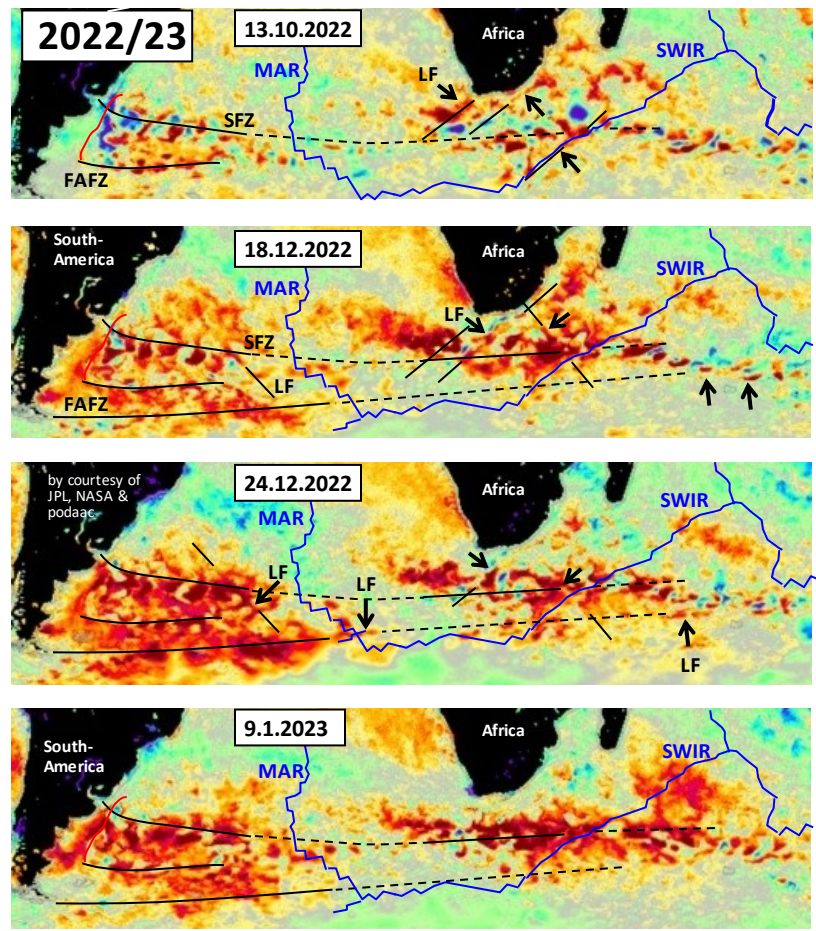 2022/23
13.10.2022
Africa
SWIR
MAR
LF
SFZ
FAFZ
South-
America
18.12.2022
Africa
SWIR
MAR
LF
SFZ
LF
FAFZ
by courtesy of
JPL, NASA &
podaac
24.12.2022
Africa
SWIR
MAR
LF
LF
LF
9.1.2023
South-
America
Africa
SWIR
MAR